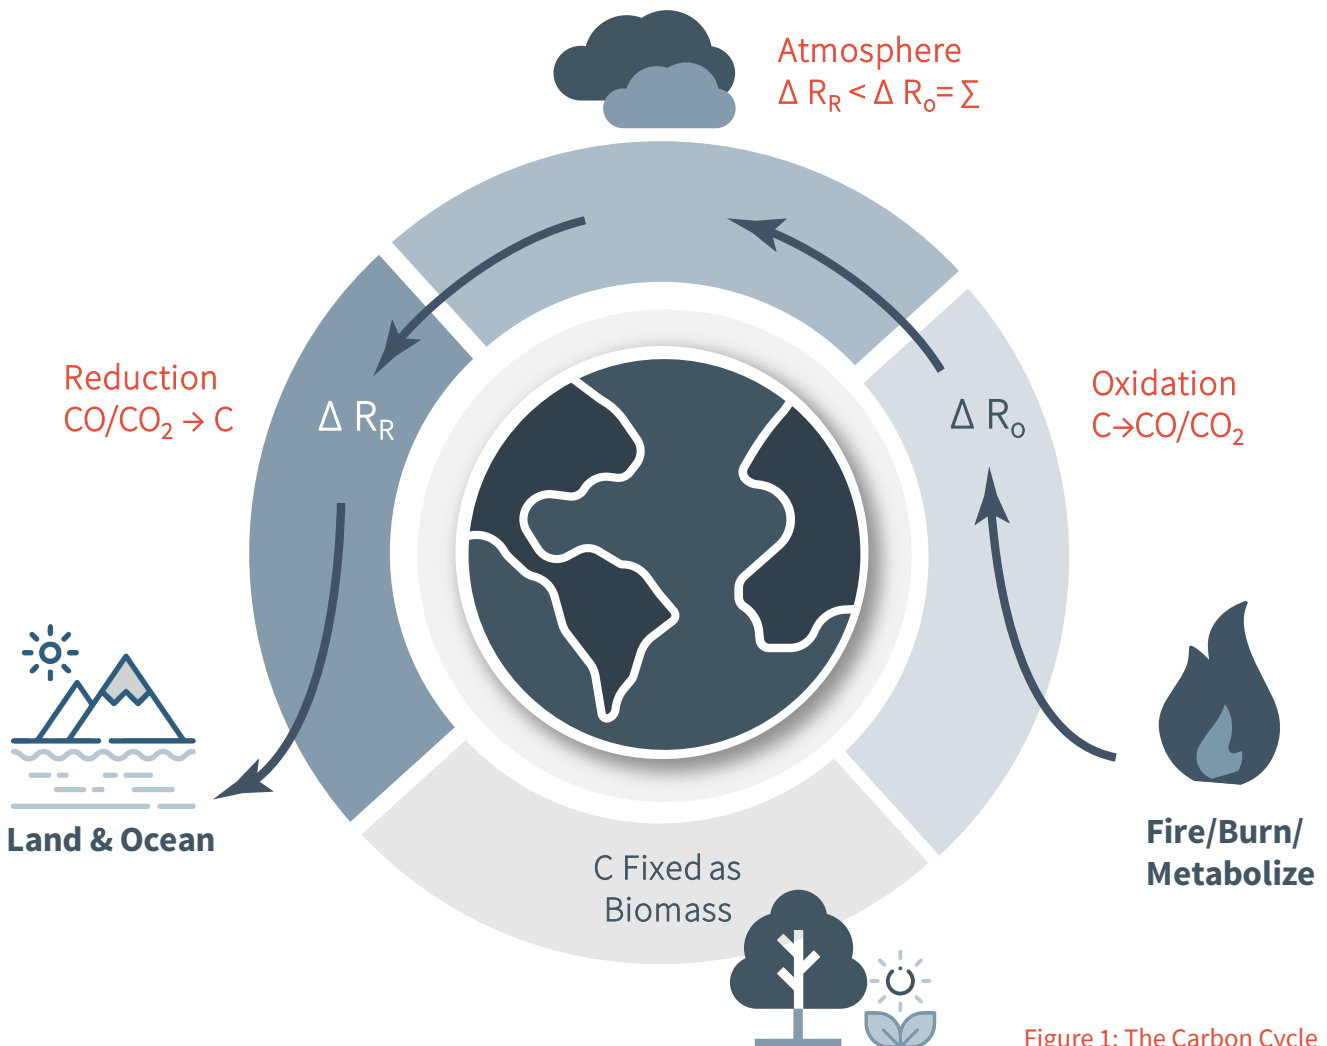 Atmosphere
Δ R_R < Δ R_o= ∑
Reduction
CO/CO₂ → C
Δ R_R
Δ R_o
Oxidation
C→CO/CO₂
Land & Ocean
Fire/Burn/
Metabolize
C Fixed as
Biomass
Figure 1: The Carbon Cycle